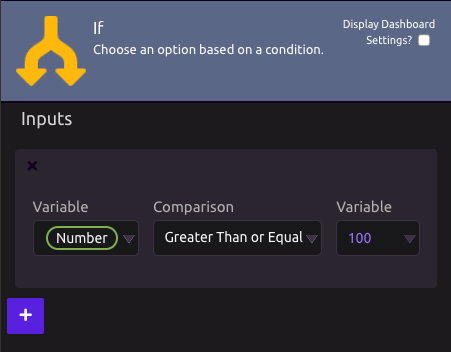 If
Choose an option based on a condition.
Display Dashboard
Settings?
Inputs
Variable
Comparison
Variable
Number
Greater Than or Equal
100